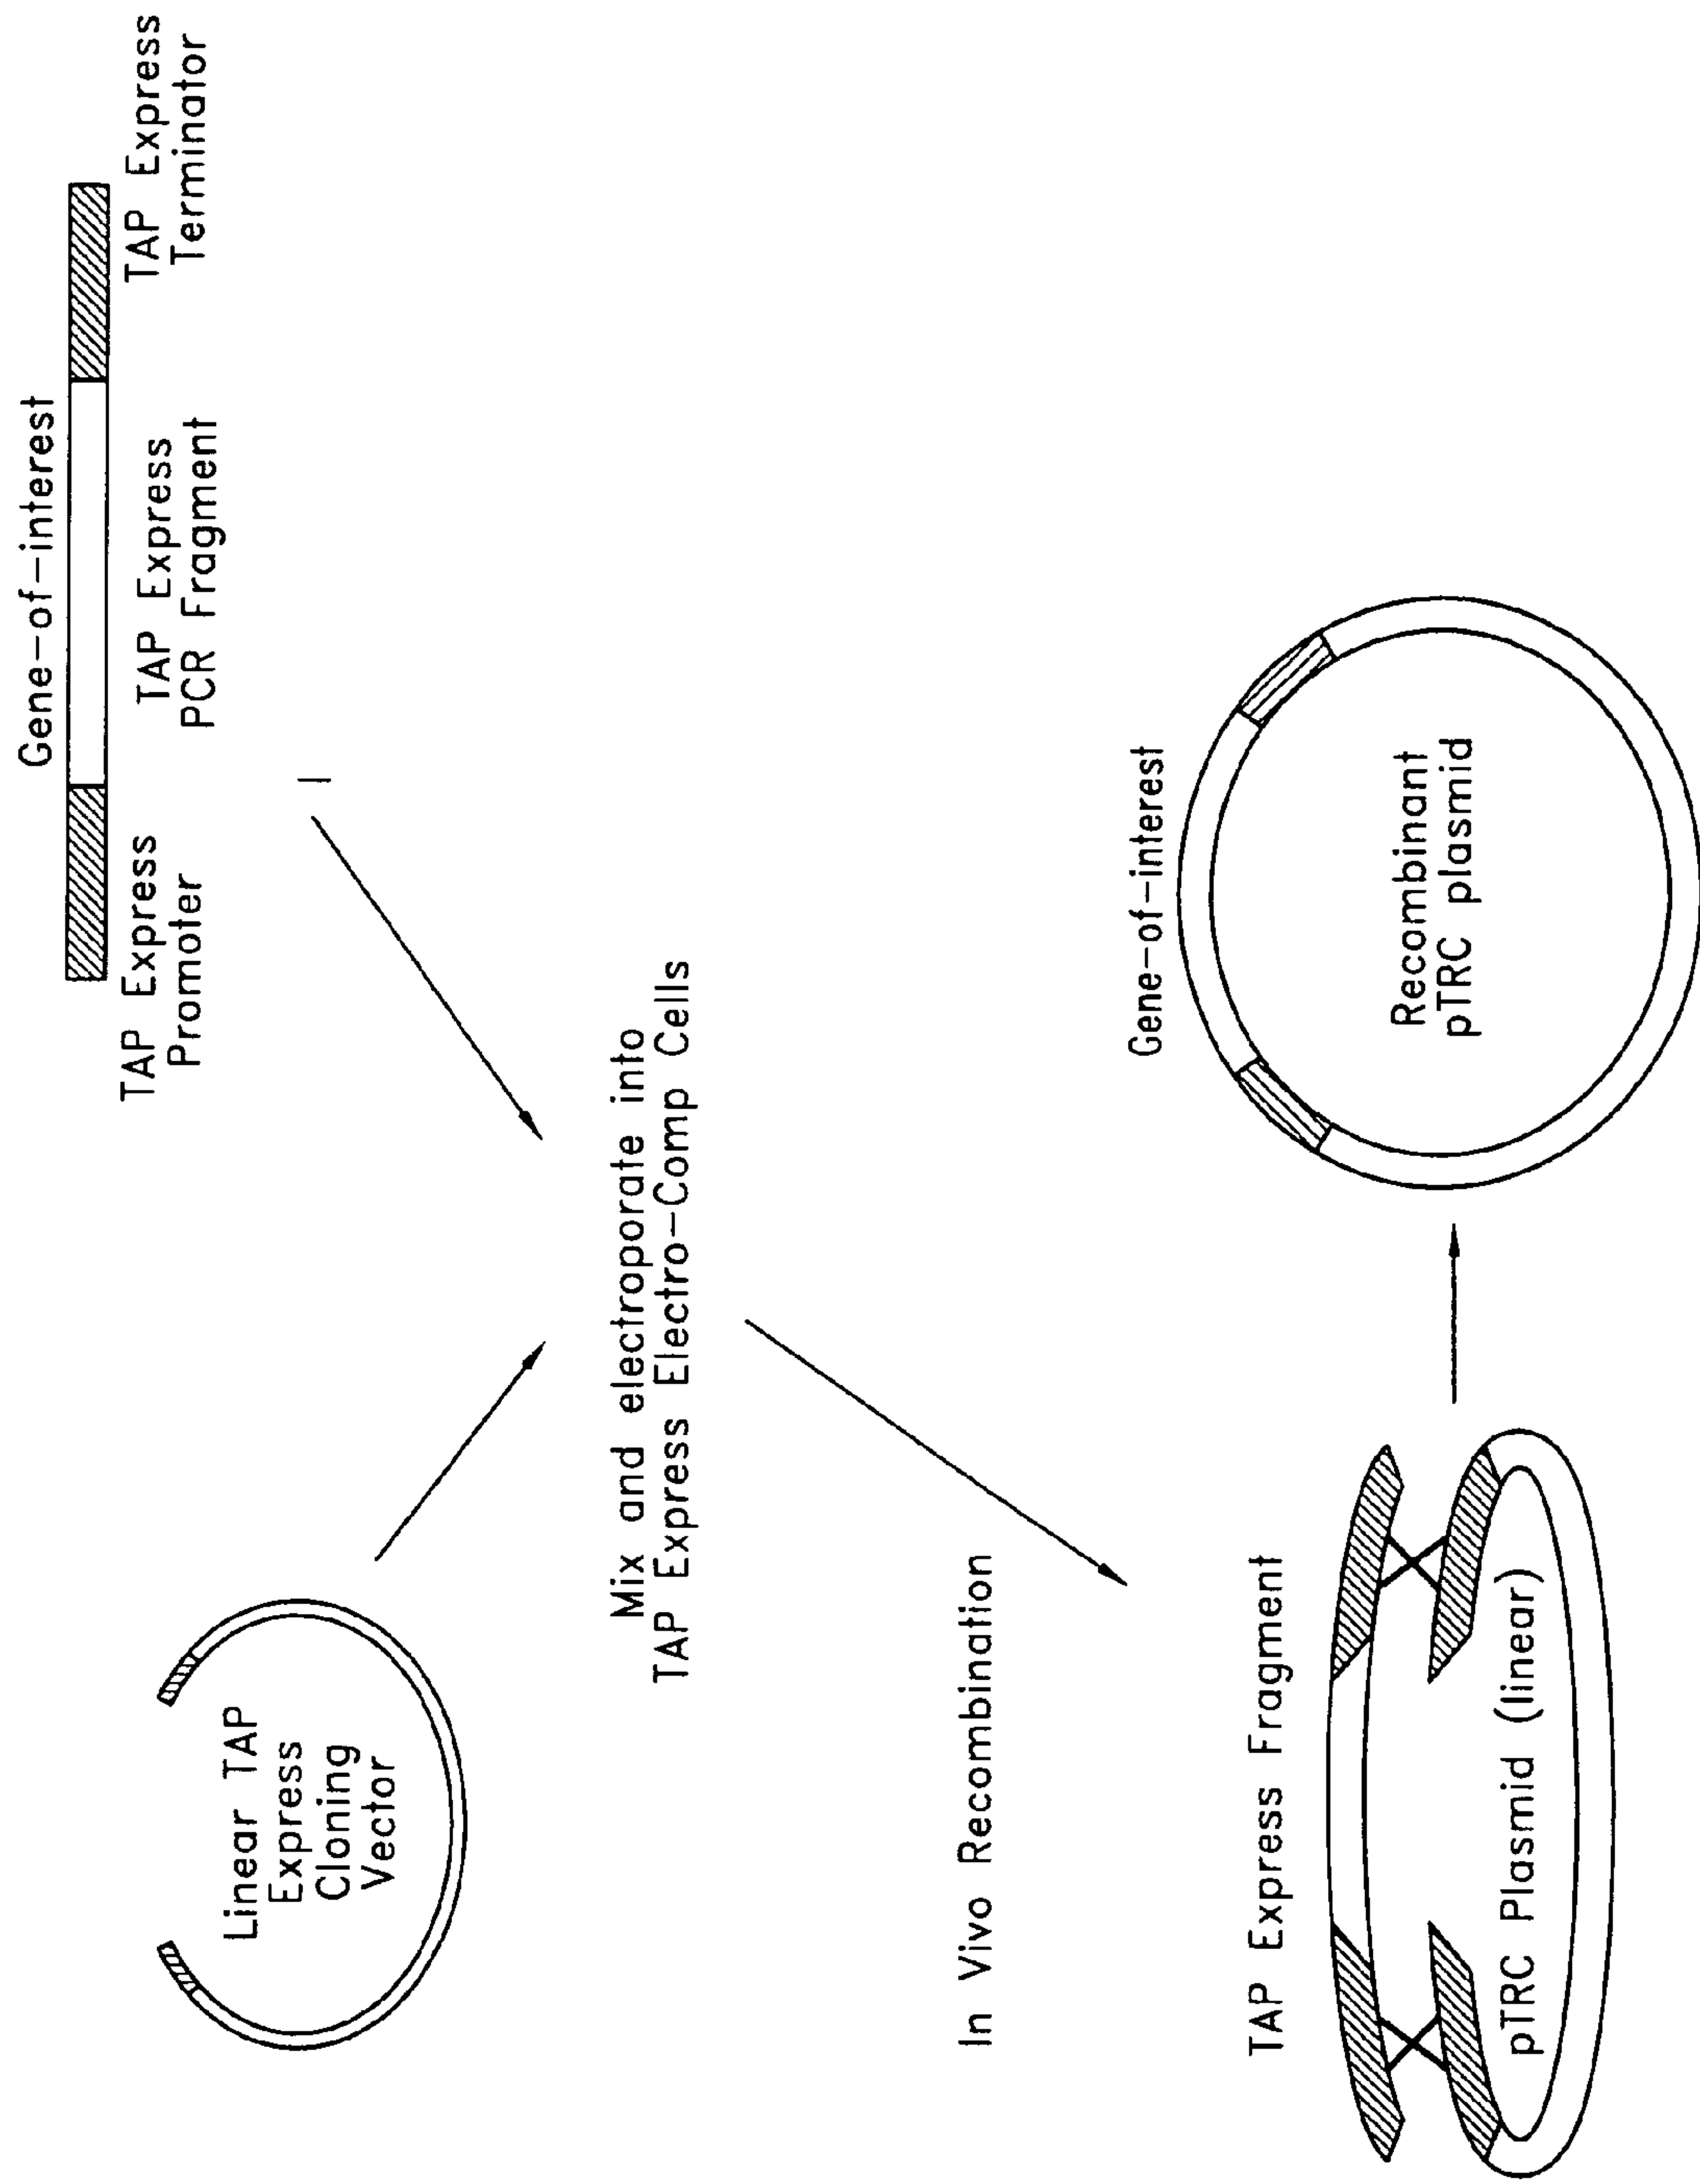 Gene-of-interest
TAP Express
Promoter
TAP Express
PCR Fragment
TAP Express
Terminator
Linear TAP
Express
Cloning
Vector
Mix and electroporate into
TAP Express Electro-Comp Cells
In Vivo Recombination
TAP Express Fragment
pTRC Plasmid (linear)
Gene-of-interest
Recombinant
pTRC plasmid